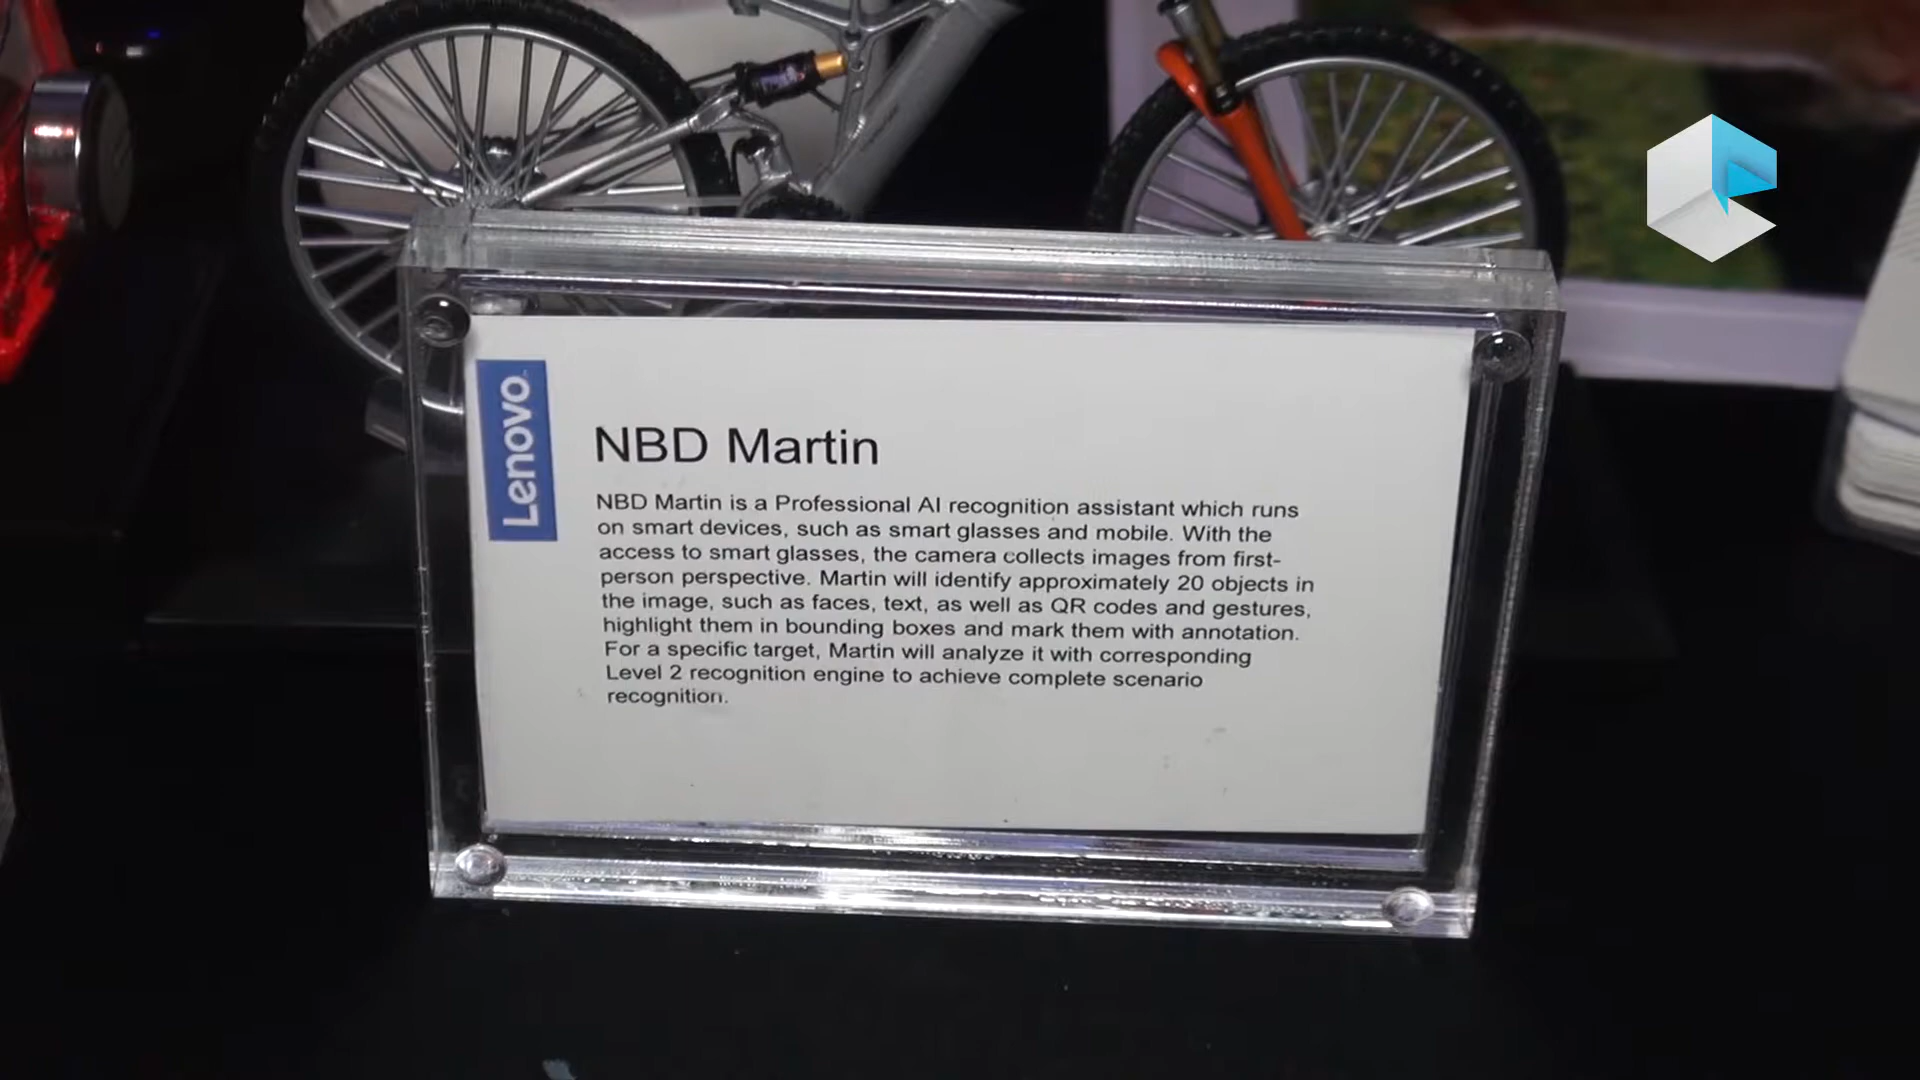 Lenovo
NBD Martin
NBD Martin is a Professional AI recognition assistant which runs
on smart devices, such as smart glasses and mobile. With the
access to smart glasses, the camera collects images from first-
person perspective. Martin will identify approximately 20 objects in
the image, such as faces, text, as well as QR codes and gestures,
highlight them in bounding boxes and mark them with annotation.
For a specific target, Martin will analyze it with corresponding
Level 2 recognition engine to achieve complete scenario
recognition.